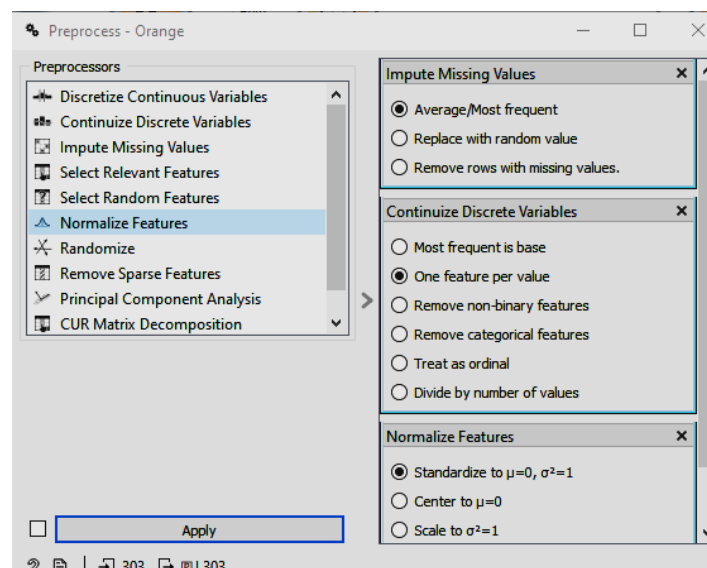 Preprocess - Orange
Preprocessors
Discretize Continuous Variables
Continuize Discrete Variables
Impute Missing Values
Select Relevant Features
Select Random Features
Normalize Features
Randomize
Remove Sparse Features
Principal Component Analysis
CUR Matrix Decomposition
Apply
303 303
Impute Missing Values
Average/Most frequent
Replace with random value
Remove rows with missing values.
Continuize Discrete Variables
Most frequent is base
One feature per value
Remove non-binary features
Remove categorical features
Treat as ordinal
Divide by number of values
Normalize Features
Standardize to μ=0, σ²=1
Center to μ=0
Scale to σ²=1